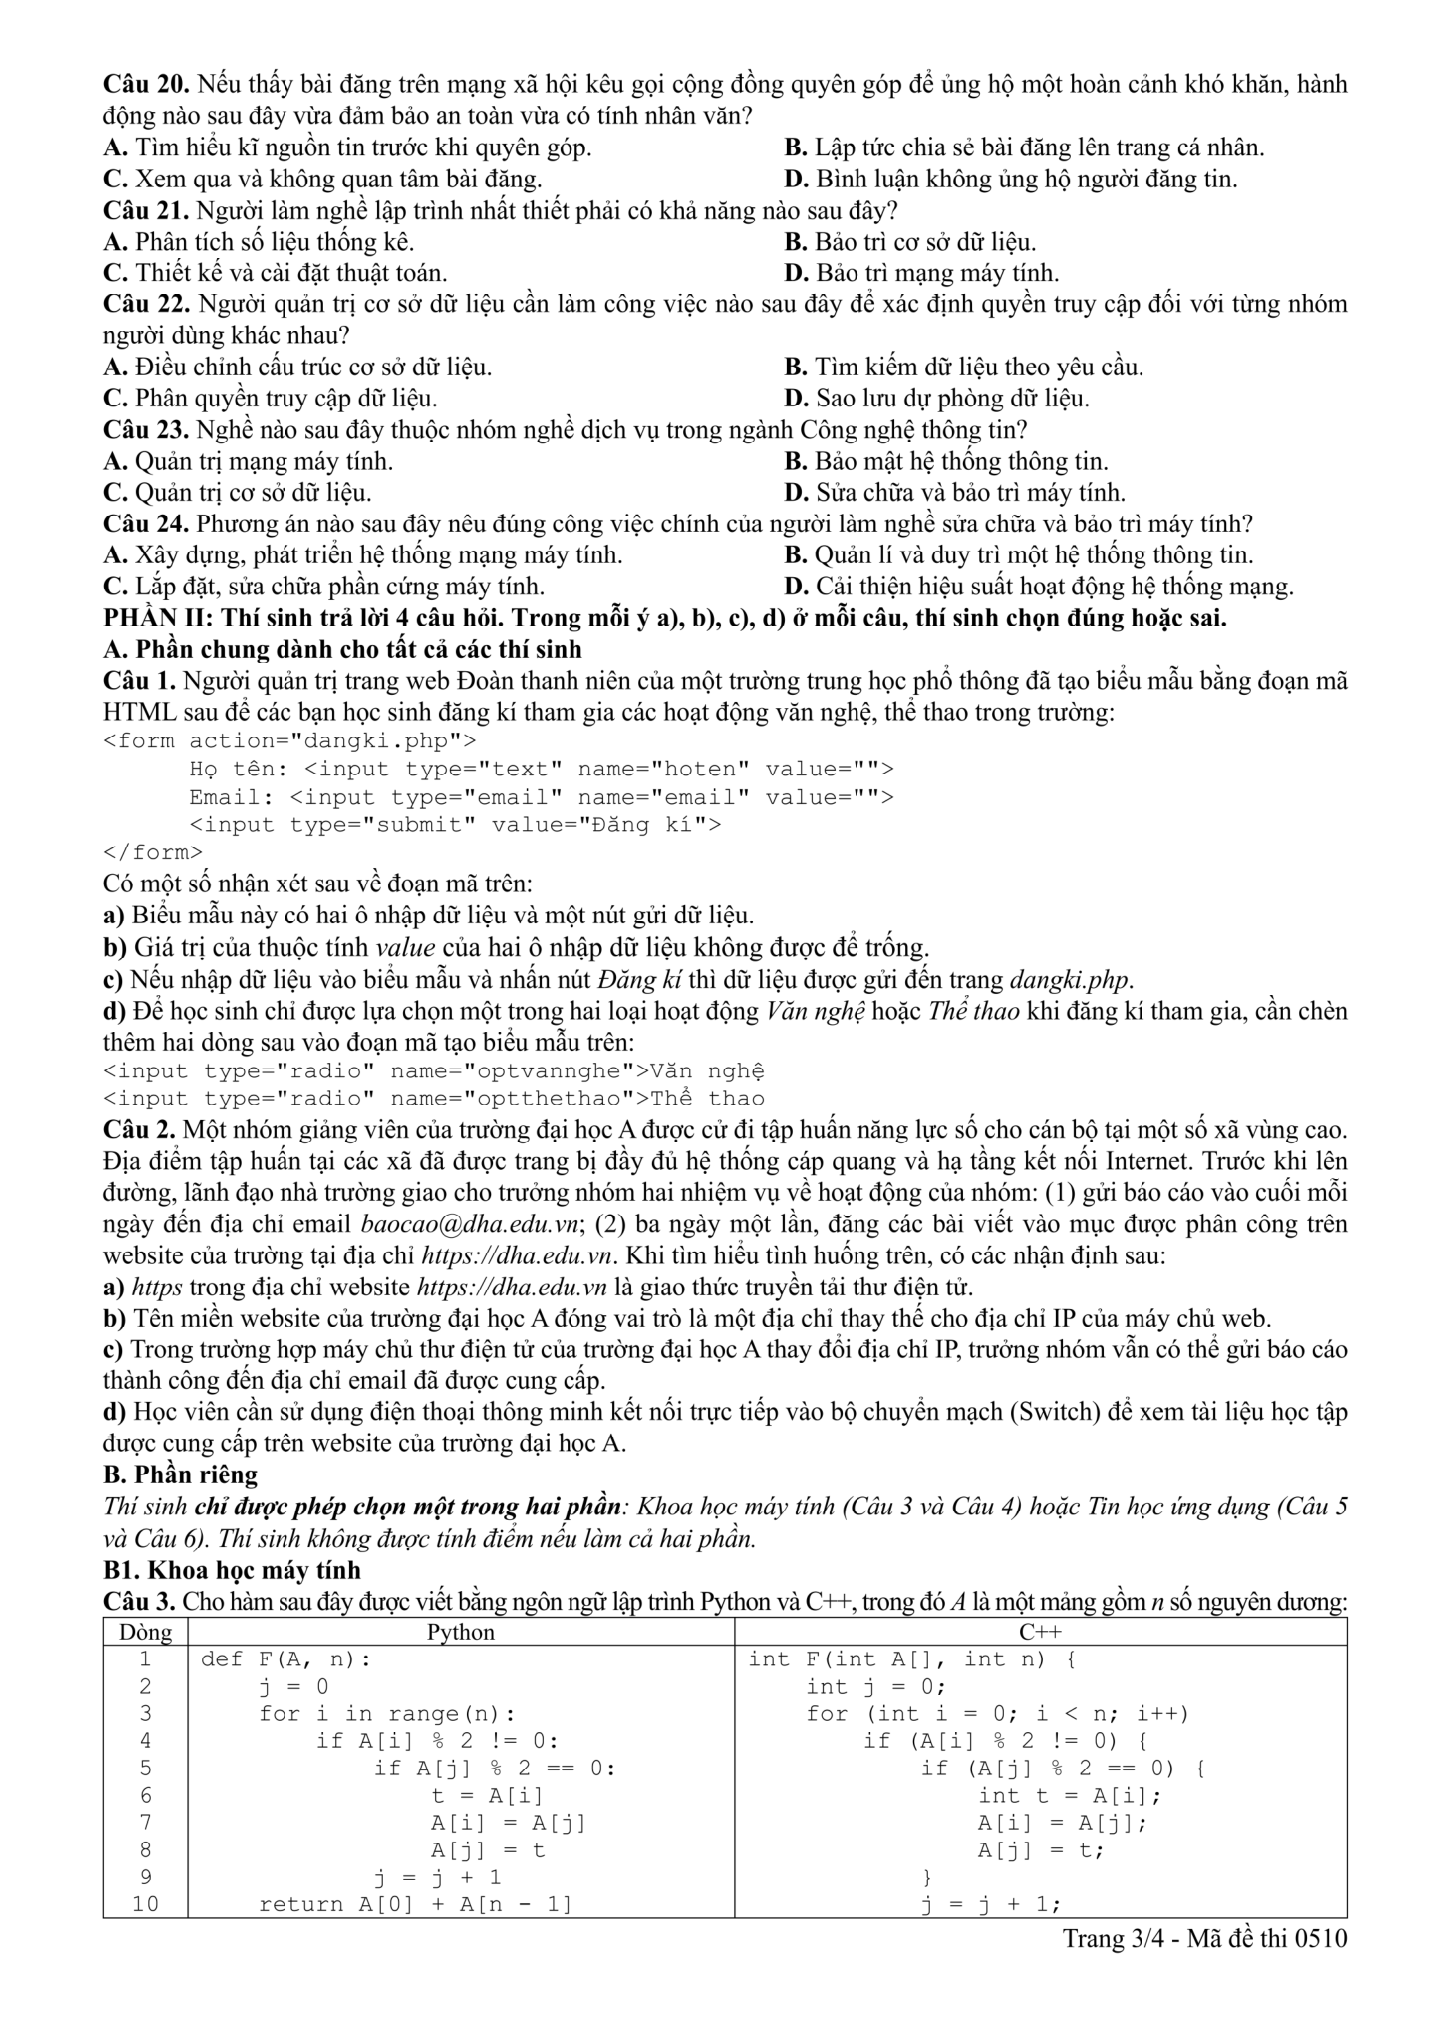 Câu 20. Nếu thấy bài đăng trên mạng xã hội kêu gọi cộng đồng quyên góp để ủng hộ một hoàn cảnh khó khăn, hành
động nào sau đây vừa đảm bảo an toàn vừa có tính nhân văn?
A. Tìm hiểu kĩ nguồn tin trước khi quyên góp. B. Lập tức chia sẻ bài đăng lên trang cá nhân.
C. Xem qua và không quan tâm bài đăng. D. Bình luận không ủng hộ người đăng tin.
Câu 21. Người làm nghề lập trình nhất thiết phải có khả năng nào sau đây?
A. Phân tích số liệu thống kê. B. Bảo trì cơ sở dữ liệu.
C. Thiết kế và cài đặt thuật toán. D. Bảo trì mạng máy tính.
Câu 22. Người quản trị cơ sở dữ liệu cần làm công việc nào sau đây để xác định quyền truy cập đối với từng nhóm
người dùng khác nhau?
A. Điều chỉnh cấu trúc cơ sở dữ liệu. B. Tìm kiếm dữ liệu theo yêu cầu.
C. Phân quyền truy cập dữ liệu. D. Sao lưu dự phòng dữ liệu.
Câu 23. Nghề nào sau đây thuộc nhóm nghề dịch vụ trong ngành Công nghệ thông tin?
A. Quản trị mạng máy tính. B. Bảo mật hệ thống thông tin.
C. Quản trị cơ sở dữ liệu. D. Sửa chữa và bảo trì máy tính.
Câu 24. Phương án nào sau đây nêu đúng công việc chính của người làm nghề sửa chữa và bảo trì máy tính?
A. Xây dựng, phát triển hệ thống mạng máy tính. B. Quản lí và duy trì một hệ thống thông tin.
C. Lắp đặt, sửa chữa phần cứng máy tính. D. Cải thiện hiệu suất hoạt động hệ thống mạng.
PHẦN II: Thí sinh trả lời 4 câu hỏi. Trong mỗi ý a), b), c), d) ở mỗi câu, thí sinh chọn đúng hoặc sai.
A. Phần chung dành cho tất cả các thí sinh
Câu 1. Người quản trị trang web Đoàn thanh niên của một trường trung học phổ thông đã tạo biểu mẫu bằng đoạn mã
HTML sau để các bạn học sinh đăng kí tham gia các hoạt động văn nghệ, thể thao trong trường:
<form action="dangki.php">
Họ tên: <input type="text" name="hoten" value="">
Email: <input type="email" name="email" value="">
<input type="submit" value="Đăng kí">
</form>
Có một số nhận xét sau về đoạn mã trên:
a) Biểu mẫu này có hai ô nhập dữ liệu và một nút gửi dữ liệu.
b) Giá trị của thuộc tính value của hai ô nhập dữ liệu không được để trống.
c) Nếu nhập dữ liệu vào biểu mẫu và nhấn nút Đăng kí thì dữ liệu được gửi đến trang dangki.php.
d) Để học sinh chỉ được lựa chọn một trong hai loại hoạt động Văn nghệ hoặc Thể thao khi đăng kí tham gia, cần chèn
thêm hai dòng sau vào đoạn mã tạo biểu mẫu trên:
<input type="radio" name="optvannghe">Văn nghệ
<input type="radio" name="optthethao">Thể thao
Câu 2. Một nhóm giảng viên của trường đại học A được cử đi tập huấn năng lực số cho cán bộ tại một số xã vùng cao.
Địa điểm tập huấn tại các xã đã được trang bị đầy đủ hệ thống cáp quang và hạ tầng kết nối Internet. Trước khi lên
đường, lãnh đạo nhà trường giao cho trưởng nhóm hai nhiệm vụ về hoạt động của nhóm: (1) gửi báo cáo vào cuối mỗi
ngày đến địa chỉ email baocao@dha.edu.vn; (2) ba ngày một lần, đăng các bài viết vào mục được phân công trên
website của trường tại địa chỉ https://dha.edu.vn. Khi tìm hiểu tình huống trên, có các nhận định sau:
a) https trong địa chỉ website https://dha.edu.vn là giao thức truyền tải thư điện tử.
b) Tên miền website của trường đại học A đóng vai trò là một địa chỉ thay thế cho địa chỉ IP của máy chủ web.
c) Trong trường hợp máy chủ thư điện tử của trường đại học A thay đổi địa chỉ IP, trưởng nhóm vẫn có thể gửi báo cáo
thành công đến địa chỉ email đã được cung cấp.
d) Học viên cần sử dụng điện thoại thông minh kết nối trực tiếp vào bộ chuyển mạch (Switch) để xem tài liệu học tập
được cung cấp trên website của trường đại học A.
B. Phần riêng
Thí sinh chỉ được phép chọn một trong hai phần: Khoa học máy tính (Câu 3 và Câu 4) hoặc Tin học ứng dụng (Câu 5
và Câu 6). Thí sinh không được tính điểm nếu làm cả hai phần.
B1. Khoa học máy tính
Câu 3. Cho hàm sau đây được viết bằng ngôn ngữ lập trình Python và C++, trong đó A là một mảng gồm n số nguyên dương:
Dòng Python C++
1 def F(A, n): int F(int A[], int n) {
2 j = 0 int j = 0;
3 for i in range(n): for (int i = 0; i < n; i++)
4 if A[i] % 2 != 0: if (A[i] % 2 != 0) {
5 if A[j] % 2 == 0: if (A[j] % 2 == 0) {
6 t = A[i] int t = A[i];
7 A[i] = A[j] A[i] = A[j];
8 A[j] = t A[j] = t;
9 j = j + 1 }
10 return A[0] + A[n - 1] j = j + 1;
Trang 3/4 - Mã đề thi 0510